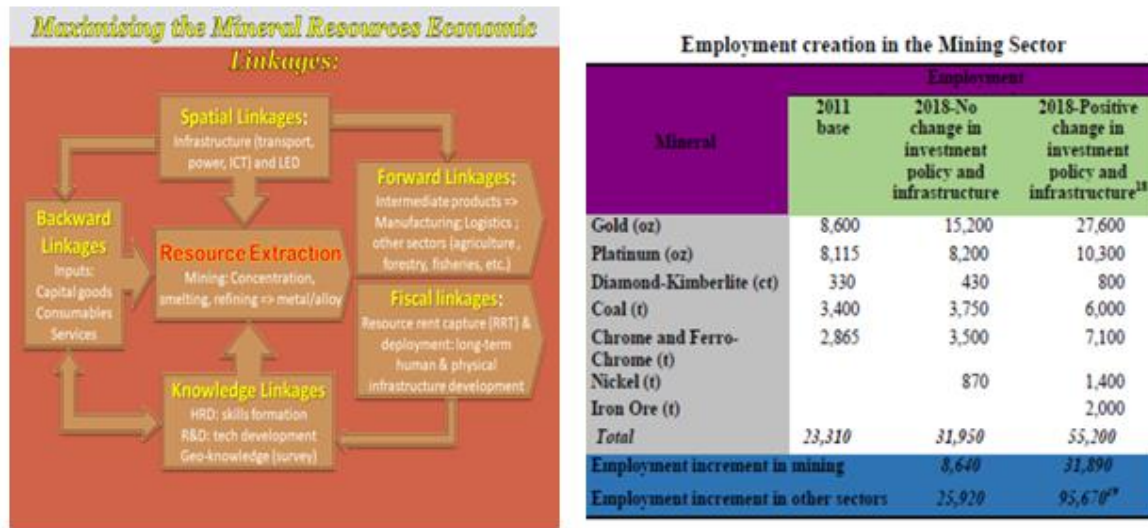 Maximising the Mineral Resources Economic
Linkages:
Spatial Linkages:
Infrastructure (transport,
power, ICT) and LED
Forward Linkages:
Intermediate products =>
Manufacturing; Logistics ;
other sectors (agriculture ,
forestry, fisheries, etc.)
Backward
Linkages
Inputs:
Capital goods
Consumables
Services
Resource Extraction
Mining: Concentration,
smelting, refining => metal/alloy
Fiscal linkages:
Resource rent capture (RRT) &
deployment: long-term
human & physical
infrastructure development
Knowledge Linkages
HRD: skills formation
R&D: tech development
Geo-knowledge (survey)
Employment creation in the Mining Sector
Employment
Mineral
2011
base
2018-No
change in
investment
policy and
infrastructure
2018-Positive
change in
investment
policy and
infrastructure18
Gold (oz) 8,600 15,200 27,600
Platinum (oz) 8,115 8,200 10,300
Diamond-Kimberlite (ct) 330 430 800
Coal (t) 3,400 3,750 6,000
Chrome and Ferro- 2,865 3,500 7,100
Chrome (t)
Nickel (t) 870 1,400
Iron Ore (t) 2,000
Total 23,310 31,950 55,200
Employment increment in mining 8,640 31,890
Employment increment in other sectors 25,920 95,670